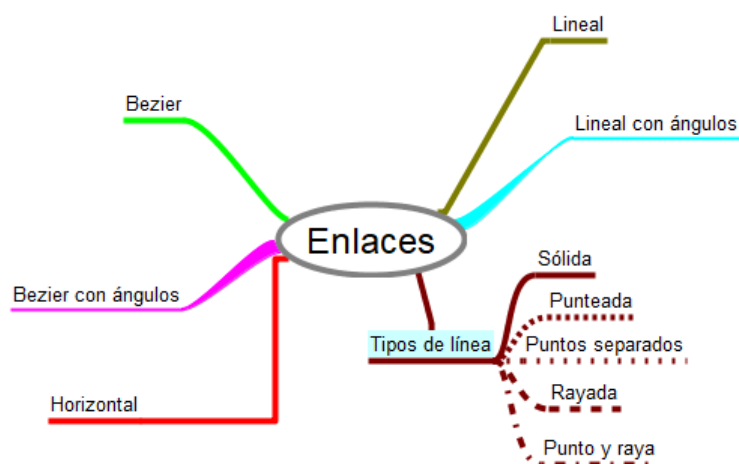 Lineal
Bezier
Lineal con ángulos
Enlaces
Sólida
Bezier con ángulos
Punteada
Tipos de línea
Puntos separados
Rayada
Horizontal
Punto y raya